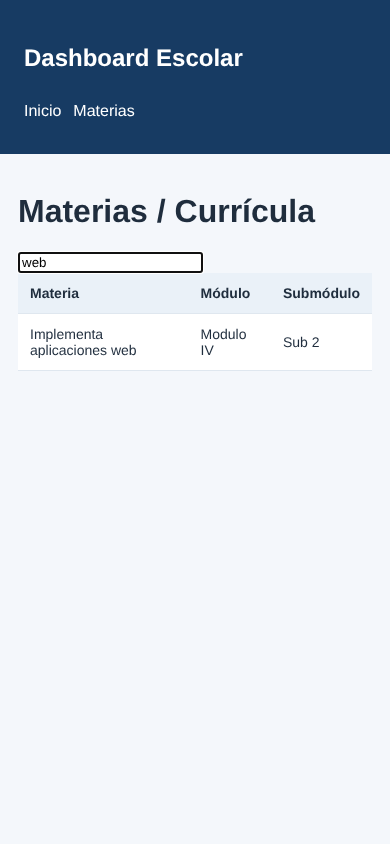 Dashboard Escolar
Inicio Materias
Materias / Currícula
web
Materia Módulo Submódulo
Implementa aplicaciones web Modulo IV Sub 2